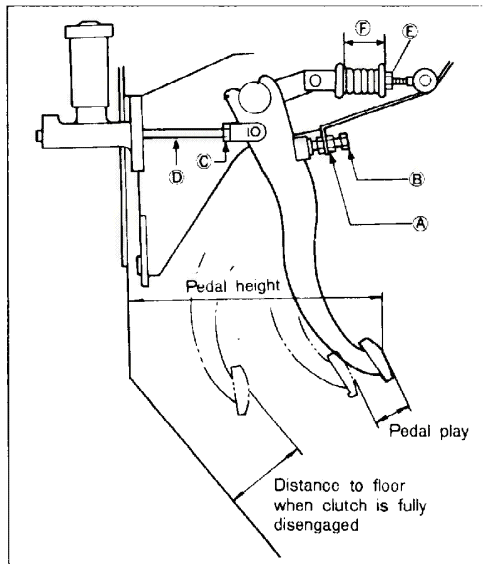 Ⓕ Ⓔ
Ⓒ
Ⓓ
Ⓑ
Ⓐ
Pedal height
Pedal play
Distance to floor
when clutch is fully
disengaged